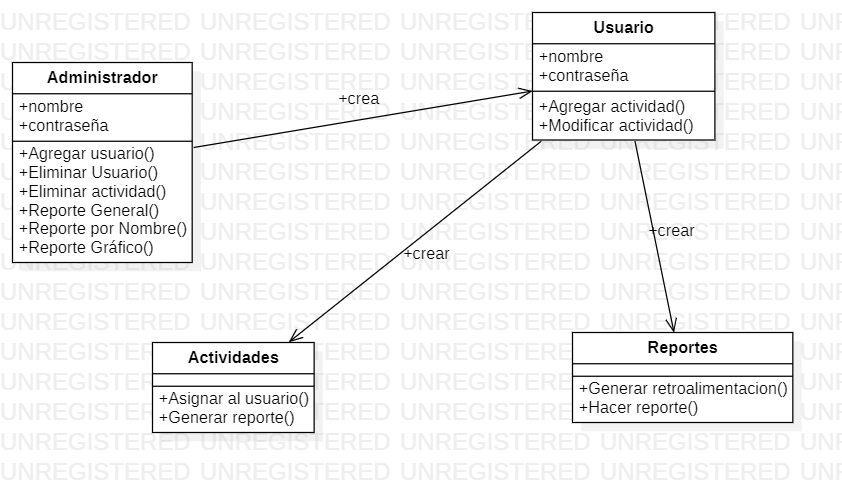 Usuario
+nombre
+contraseña
+Agregar actividad()
+Modificar actividad()
Administrador
+nombre
+contraseña
+Agregar usuario()
+Eliminar Usuario()
+Eliminar actividad()
+Reporte General()
+Reporte por Nombre()
+Reporte Gráfico()
+crea
+crear
+crear
Actividades
+Asignar al usuario()
+Generar reporte()
Reportes
+Generar retroalimentacion()
+Hacer reporte()
UNREGISTERED